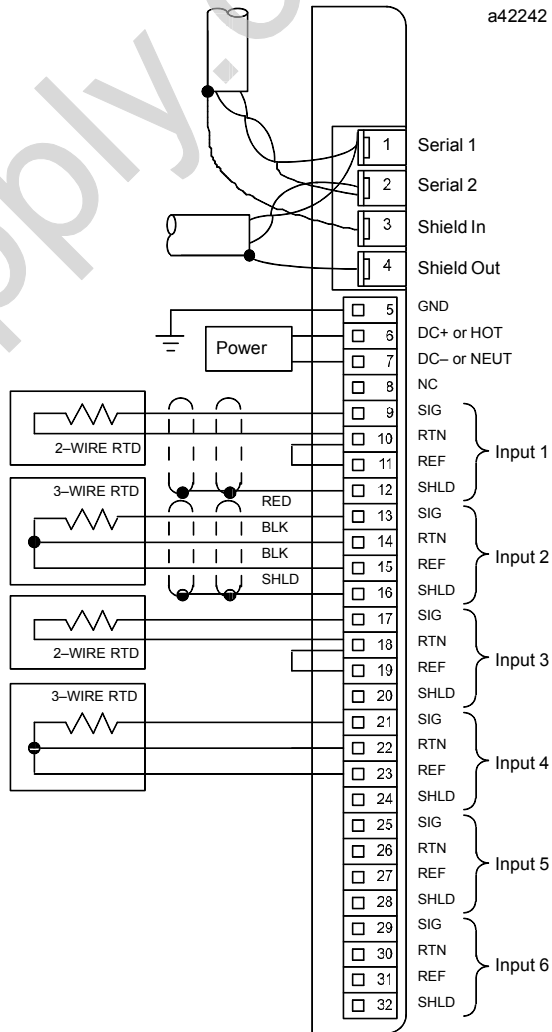 a42242
1 Serial 1
2 Serial 2
3 Shield In
4 Shield Out
5 GND
6 DC+ or HOT
7 DC– or NEUT
8 NC
Power
9 SIG
10 RTN
11 REF
12 SHLD
Input 1
2–WIRE RTD
3–WIRE RTD
RED
BLK
BLK
SHLD
13 SIG
14 RTN
15 REF
16 SHLD
Input 2
2–WIRE RTD
17 SIG
18 RTN
19 REF
20 SHLD
Input 3
3–WIRE RTD
21 SIG
22 RTN
23 REF
24 SHLD
Input 4
25 SIG
26 RTN
27 REF
28 SHLD
Input 5
29 SIG
30 RTN
31 REF
32 SHLD
Input 6
pply.c